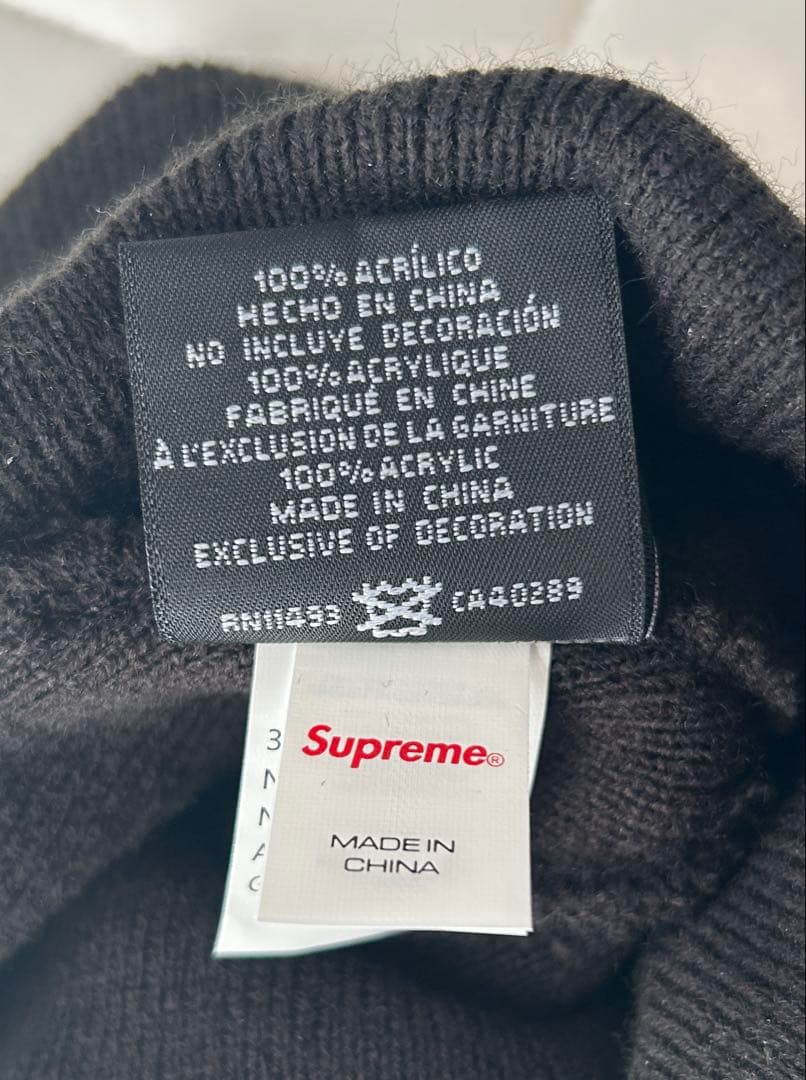 100% ACRÍLICO
HECHO EN CHINA
NO INCLUYE DECORACIÓN
100% ACRYLIQUE
FABRIQUÉ EN CHINE
À L'EXCLUSION DE LA GARNITURE
100% ACRYLIC
MADE IN CHINA
EXCLUSIVE OF DECORATION
RN11493 CA40289
Supreme®
MADE IN
CHINA
3